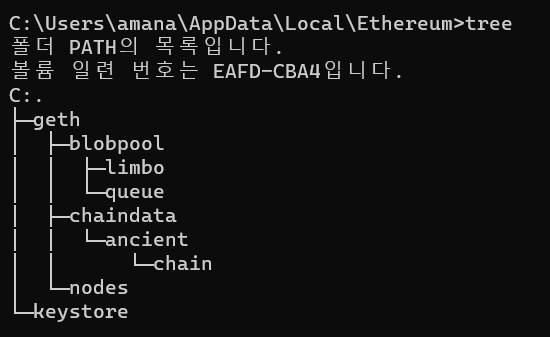 C:\Users\amana\AppData\Local\Ethereum>tree
폴더 PATH의 목록입니다.
볼륨 일련 번호는 EAFD-CBA4입니다.
C:.
├─geth
│  ├─blobpool
│  │  ├─limbo
│  │  └─queue
│  ├─chaindata
│  │  └─ancient
│  │      └─chain
│  └─nodes
└─keystore